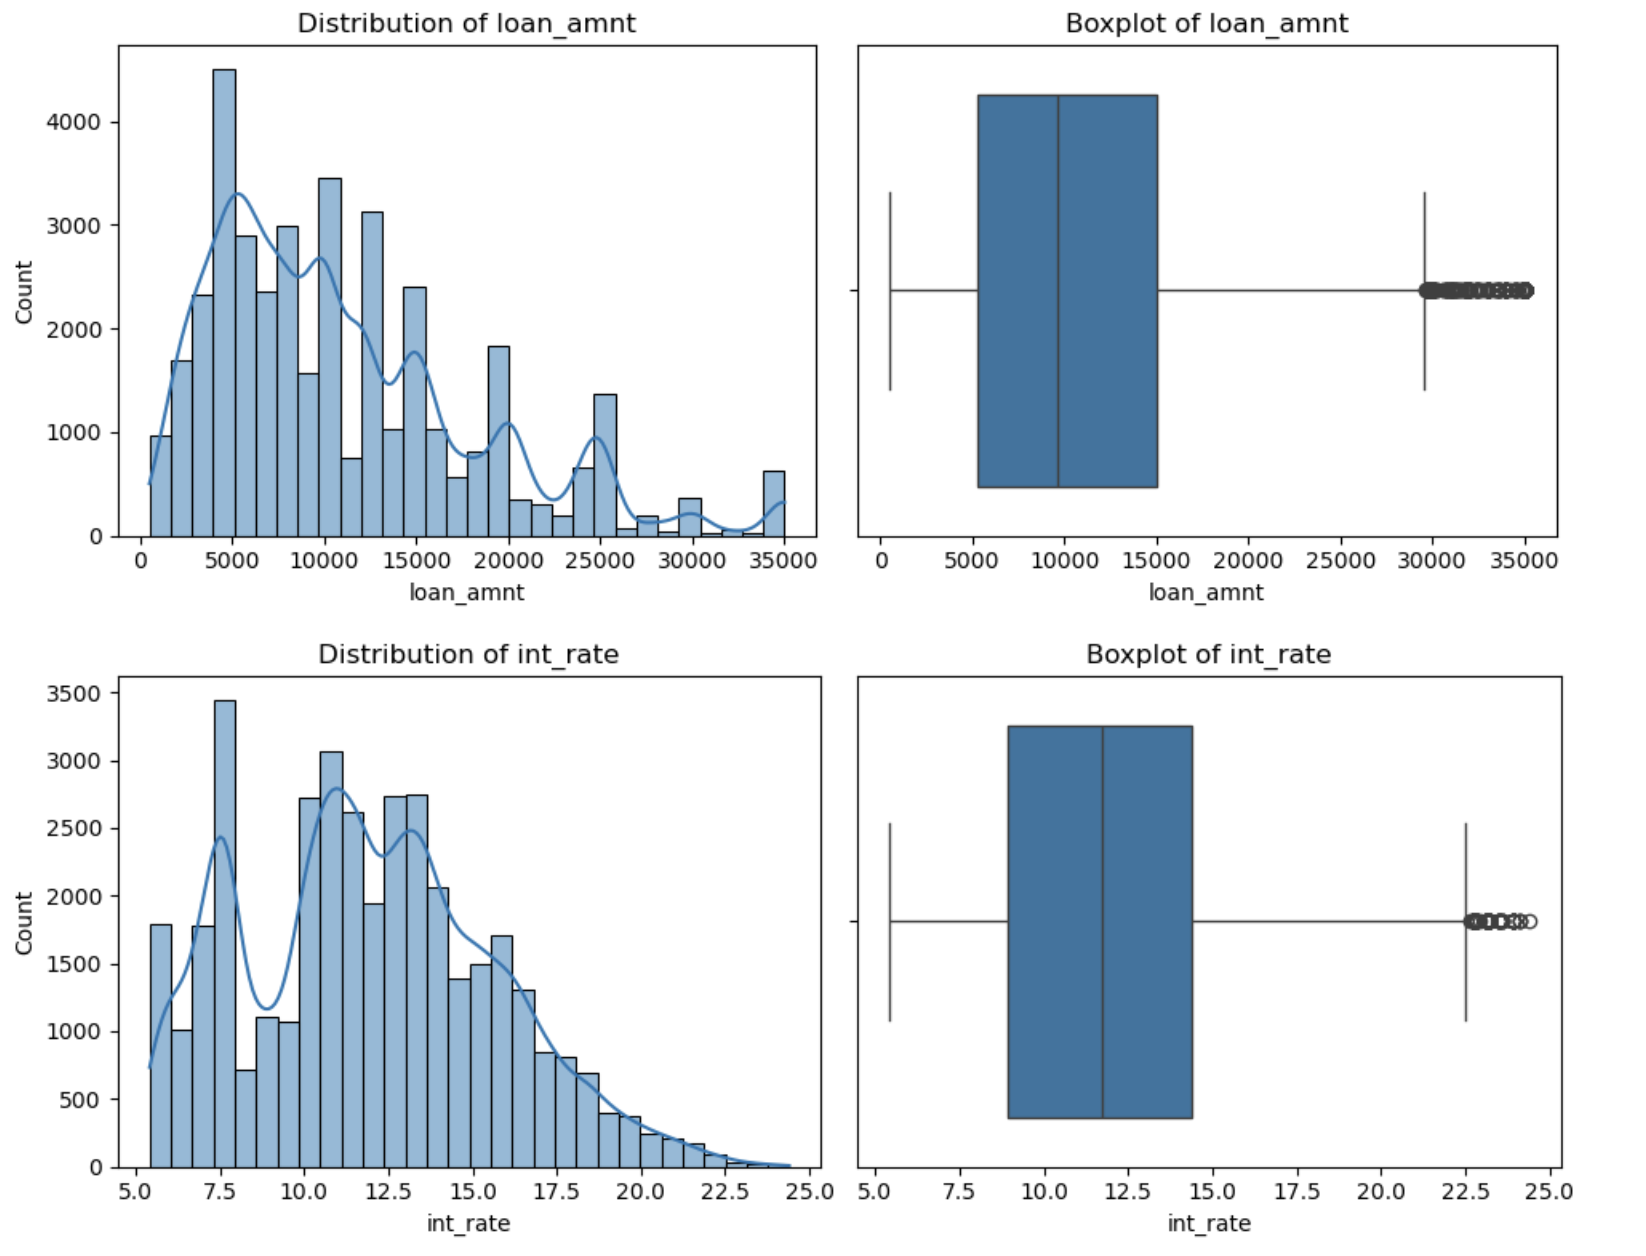 Distribution of loan_amnt
Count
4000
3000
2000
1000
0
0 5000 10000 15000 20000 25000 30000 35000
loan_amnt
Boxplot of loan_amnt
0 5000 10000 15000 20000 25000 30000 35000
loan_amnt
Distribution of int_rate
Count
3500
3000
2500
2000
1500
1000
500
0
5.0 7.5 10.0 12.5 15.0 17.5 20.0 22.5 25.0
int_rate
Boxplot of int_rate
5.0 7.5 10.0 12.5 15.0 17.5 20.0 22.5 25.0
int_rate